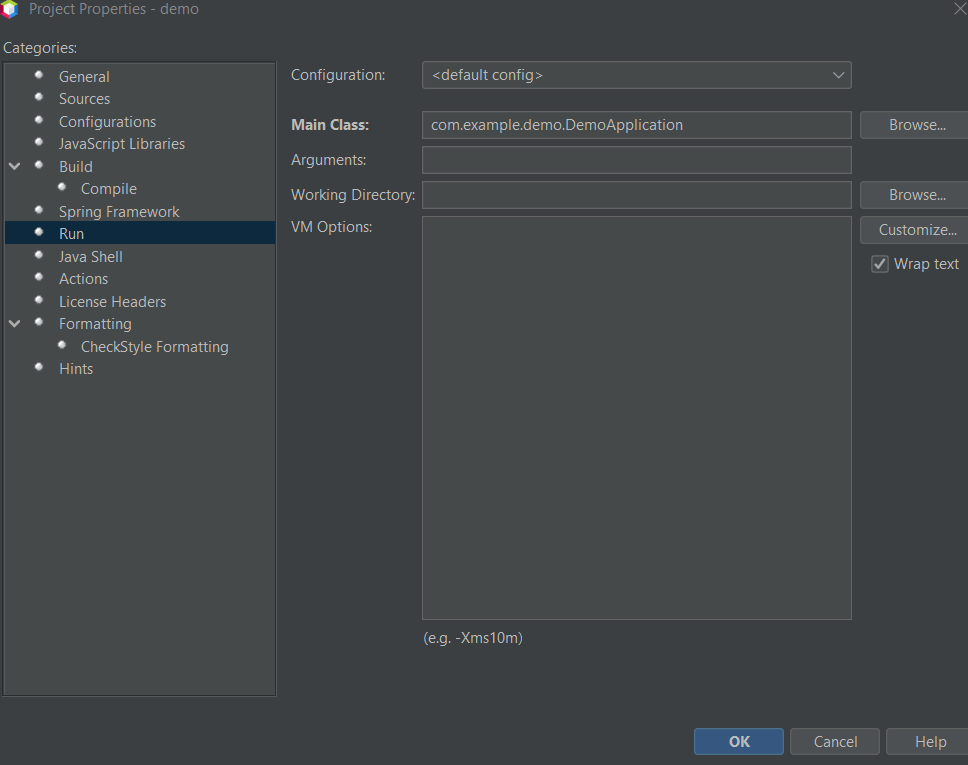 Project Properties - demo
Categories:
General
Sources
Configurations
JavaScript Libraries
Build
Compile
Spring Framework
Run
Java Shell
Actions
License Headers
Formatting
CheckStyle Formatting
Hints
Configuration: <default config>
Main Class: com.example.demo.DemoApplication Browse...
Arguments:
Working Directory: Browse...
VM Options: Customize...
Wrap text
(e.g. -Xms10m)
OK Cancel Help